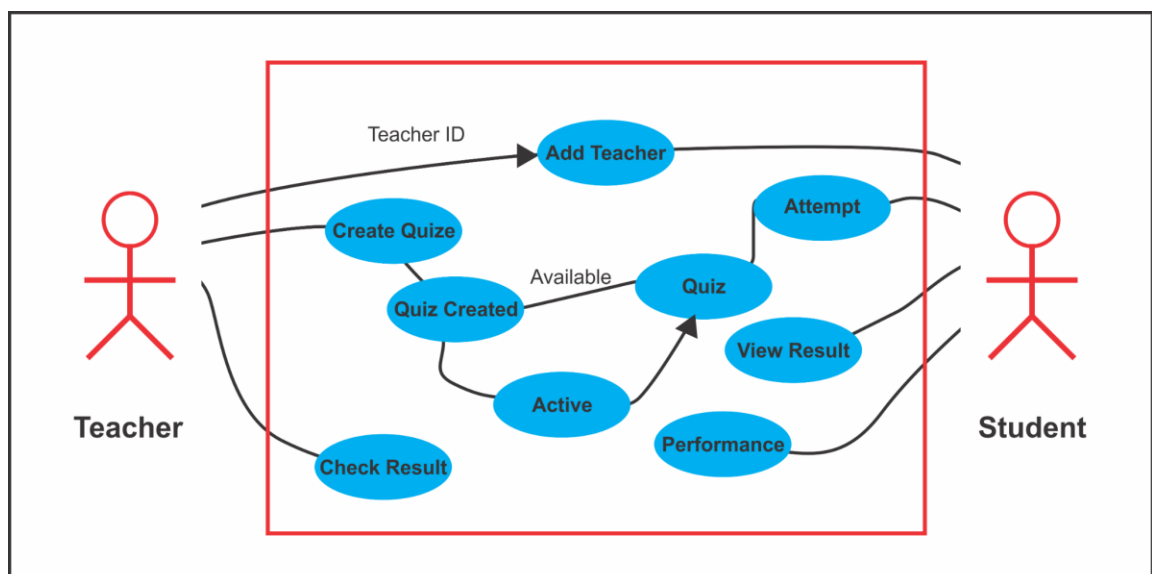 Teacher ID
Add Teacher
Attempt
Create Quize
Available
Quiz
Quiz Created
View Result
Active
Teacher
Student
Performance
Check Result